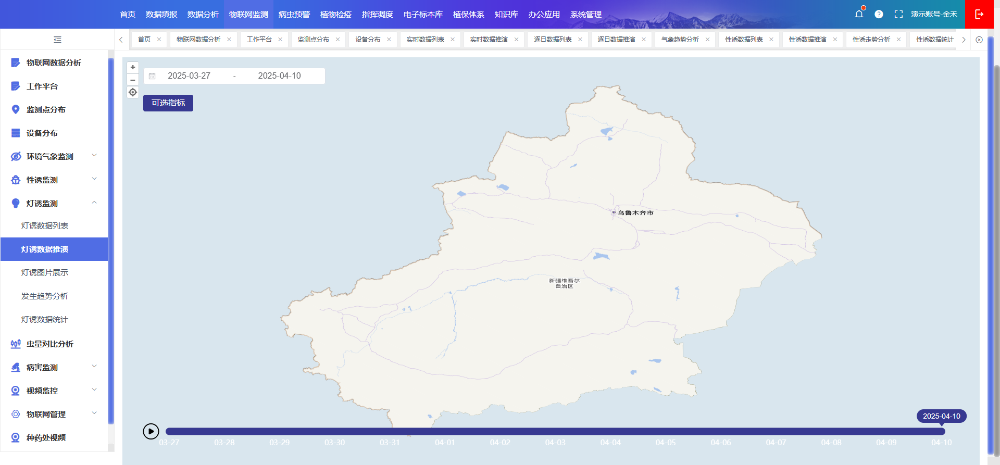 首页 数据填报 数据分析 物联网监测 病虫预警 植物检疫 指挥调度 电子标本库 植保体系 知识库 办公应用 系统管理 演示账号-金禾
首页 物联网数据分析 工作平台 监测点分布 设备分布 实时数据列表 实时数据推演 逐日数据列表 逐日数据推演 气象趋势分析 性诱数据列表 性诱数据推演 性诱走势分析 性诱数据统计
物联网数据分析
工作平台
监测点分布
设备分布
环境气象监测
性诱监测
灯诱监测
灯诱数据列表
灯诱数据推演
灯诱图片展示
发生趋势分析
灯诱数据统计
虫量对比分析
病害监测
视频监控
物联网管理
种药处视频
2025-03-27 - 2025-04-10
可选指标
乌鲁木齐市
新疆维吾尔
自治区
2025-04-10
03-27 03-28 03-29 03-30 03-31 04-01 04-02 04-03 04-04 04-05 04-06 04-07 04-08 04-09 04-10